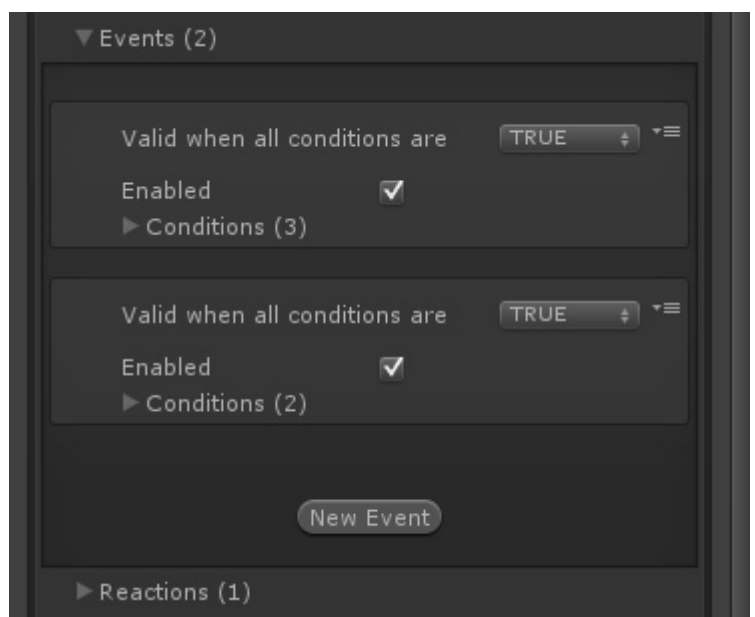 Events (2)
Valid when all conditions are TRUE
Enabled
Conditions (3)
Valid when all conditions are TRUE
Enabled
Conditions (2)
New Event
Reactions (1)